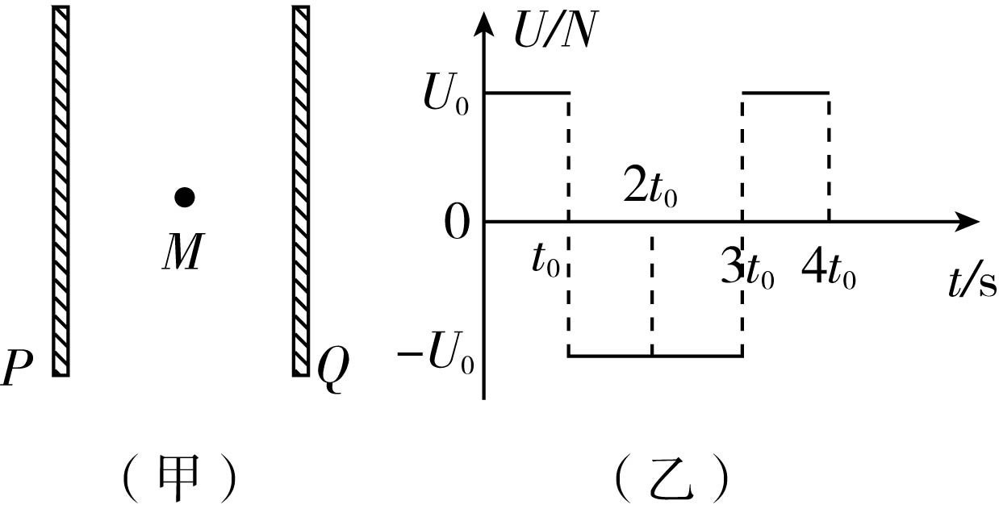 M
P
Q
(甲)
U/N
U₀
0
-U₀
t₀
2t₀
3t₀
4t₀
t/s
(乙)